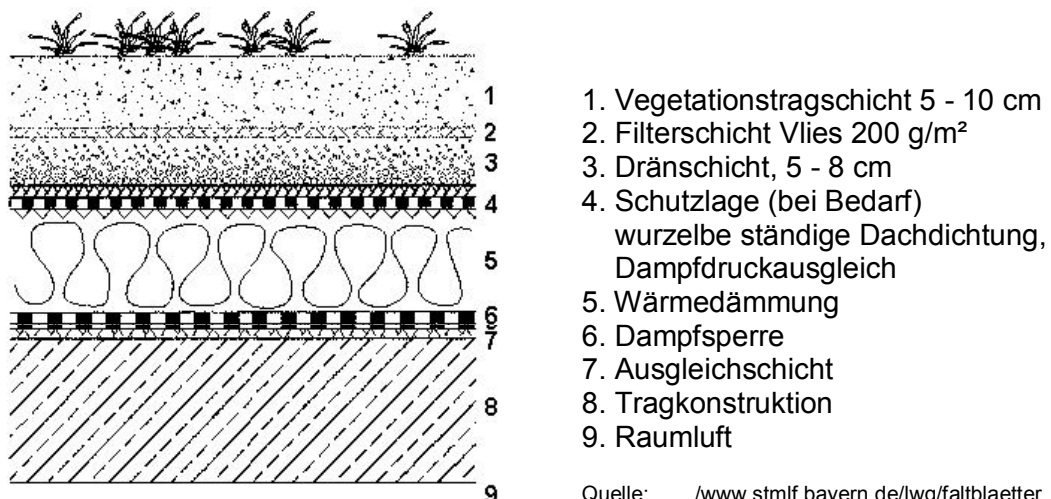 1
2
3
4
5
6
7
8
9
1. Vegetationstragschicht 5 - 10 cm
2. Filterschicht Vlies 200 g/m²
3. Dränschicht, 5 - 8 cm
4. Schutzlage (bei Bedarf)
wurzelbe ständige Dachdichtung,
Dampfdruckausgleich
5. Wärmedämmung
6. Dampfsperre
7. Ausgleichschicht
8. Tragkonstruktion
9. Raumluft
Quelle: /www.stmlf.bayern.de/lwg/faltblaetter